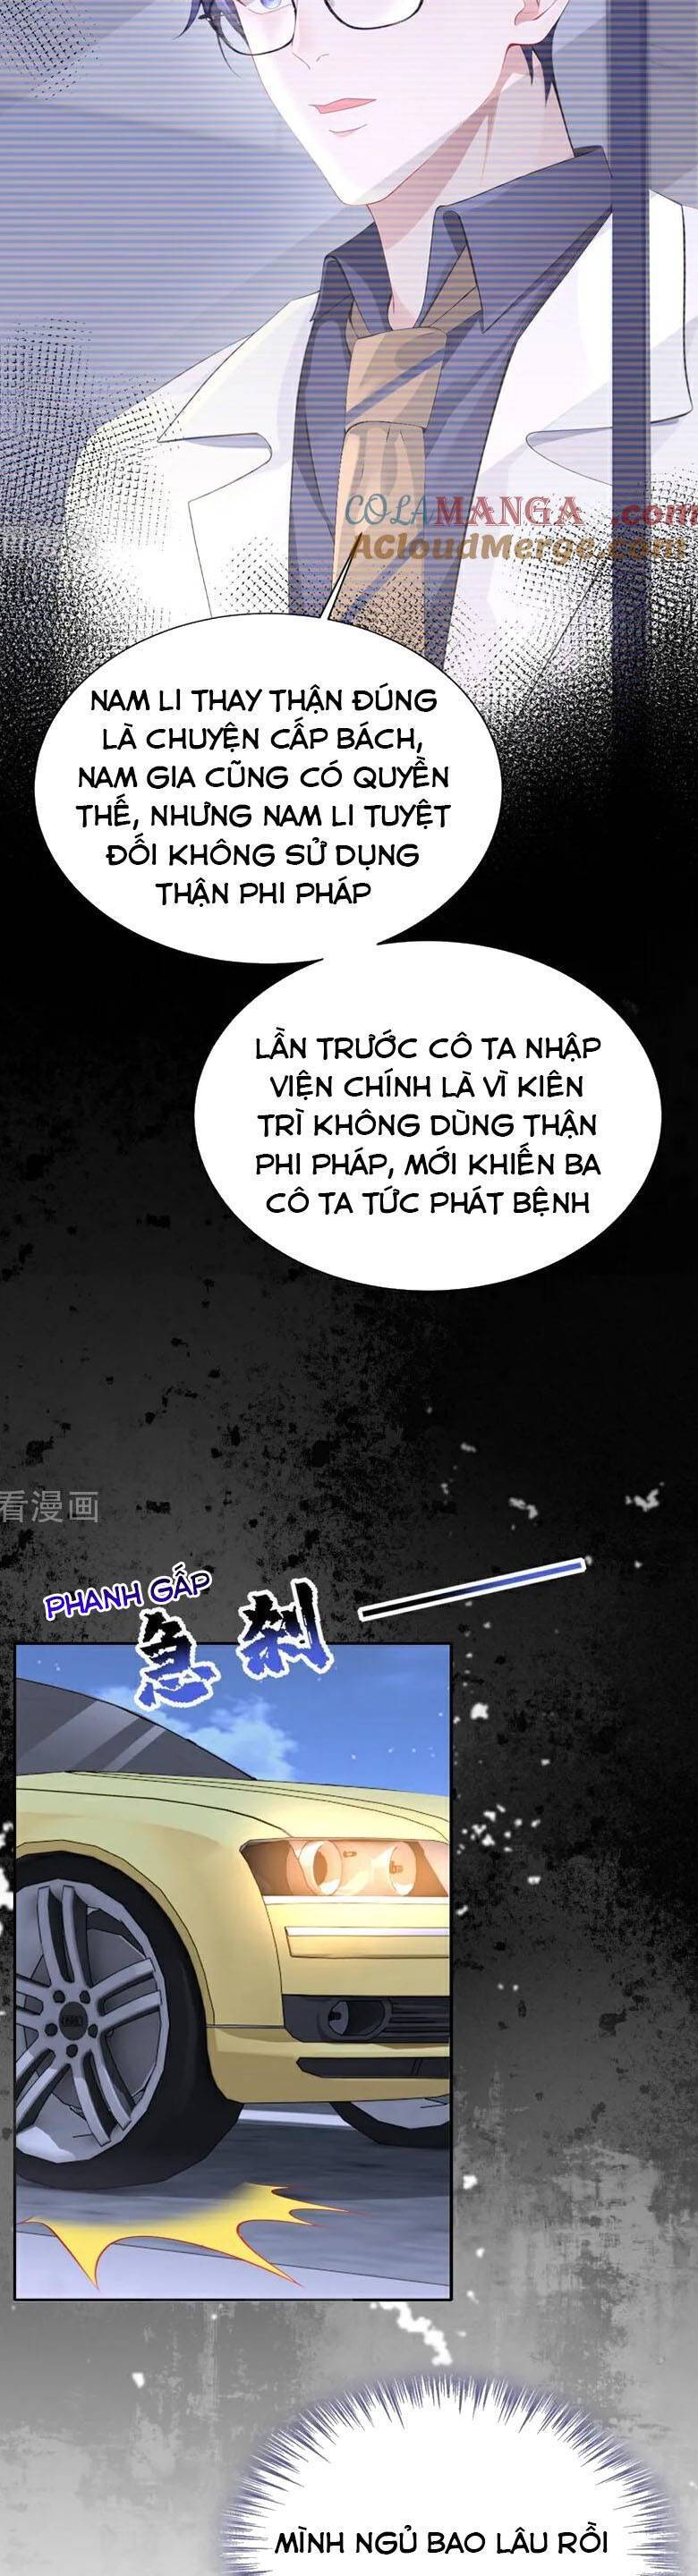 COLAMANGA.com
AcloudMerge.com
NAM LI THAY THẬN ĐÚNG
LÀ CHUYỆN CẤP BÁCH,
NAM GIA CŨNG CÓ QUYỀN
THẾ, NHƯNG NAM LI TUYỆT
ĐỐI KHÔNG SỬ DỤNG
THẬN PHI PHÁP
LẦN TRƯỚC CÔ TA NHẬP
VIỆN CHÍNH LÀ VÌ KIÊN
TRÌ KHÔNG DÙNG THẬN
PHI PHÁP, MỚI KHIẾN BA
CÔ TA TỨC PHÁT BỆNH
看漫画
PHANH GẤP
急刹
MÌNH NGỦ BAO LÂU RỒI